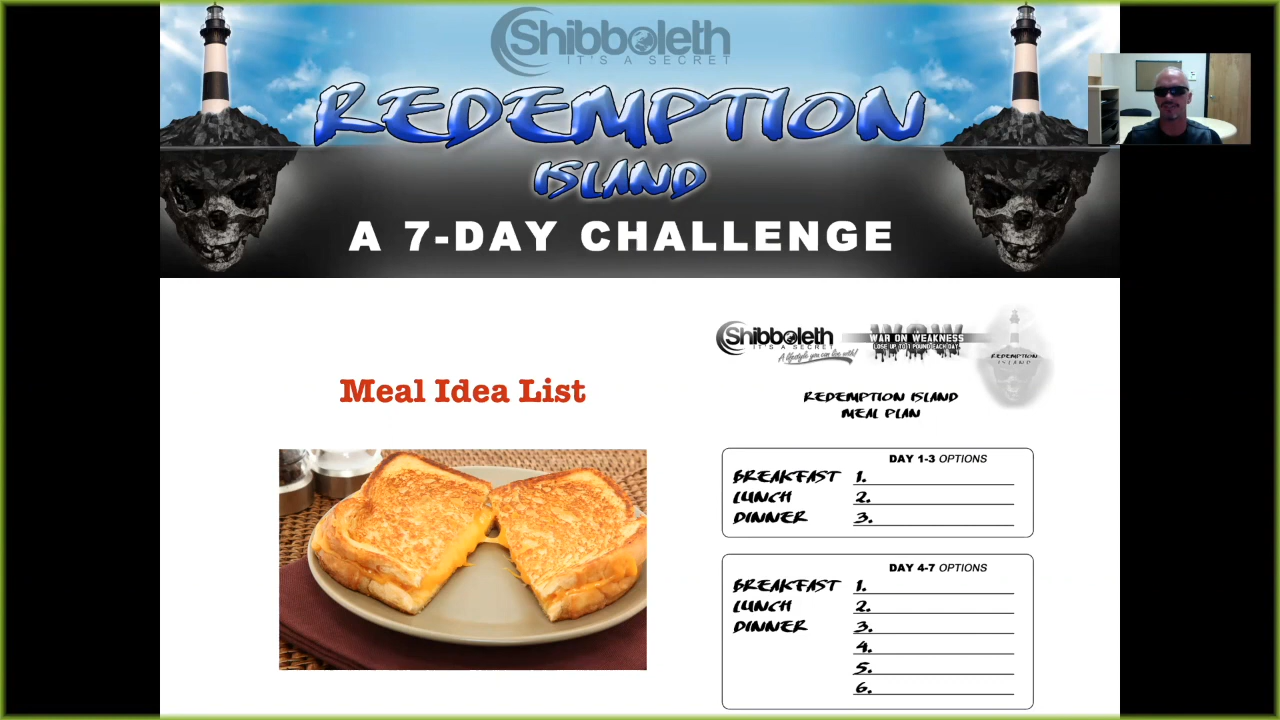 Shibboleth
IT'S A SECRET
REDEMPTION
ISLAND
A 7-DAY CHALLENGE
Meal Idea List
Shibboleth
IT'S A SECRET
A lifestyle you can live with!
WAR ON WEAKNESS
LOSE UP TO 1 POUND EACH DAY
REDEMPTION
ISLAND
REDEMPTION ISLAND
MEAL PLAN
DAY 1-3 OPTIONS
BREAKFAST 1.
LUNCH 2.
DINNER 3.
DAY 4-7 OPTIONS
BREAKFAST 1.
LUNCH 2.
DINNER 3.
4.
5.
6.